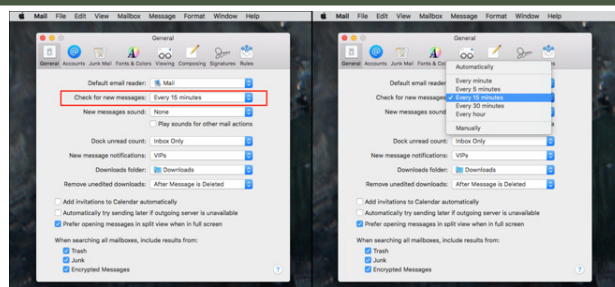 Mail File Edit View Mailbox Message Format Window Help
General
General Accounts Junk Mail Fonts & Colors Viewing Composing Signatures Rules
Default email reader: Mail
Check for new messages: Every 15 minutes
New messages sound: None
Play sounds for other mail actions
Dock unread count: Inbox Only
New message notifications: VIPs
Downloads folder: Downloads
Remove unedited downloads: After Message is Deleted
Add invitations to Calendar automatically
Automatically try sending later if outgoing server is unavailable
Prefer opening messages in split view when in full screen
When searching all mailboxes, include results from:
Trash
Junk
Encrypted Messages
?
Mail File Edit View Mailbox Message Format Window Help
General
General Accounts Junk Mail Fonts & Co
Automatically
Default email reader
Every minute
Every 5 minutes
Check for new messages ✓ Every 15 minutes
Every 30 minutes
New messages sound
Every hour
Manually
Dock unread count: Inbox Only
New message notifications: VIPs
Downloads folder: Downloads
Remove unedited downloads: After Message is Deleted
Add invitations to Calendar automatically
Automatically try sending later if outgoing server is unavailable
Prefer opening messages in split view when in full screen
When searching all mailboxes, include results from:
Trash
Junk
Encrypted Messages
?